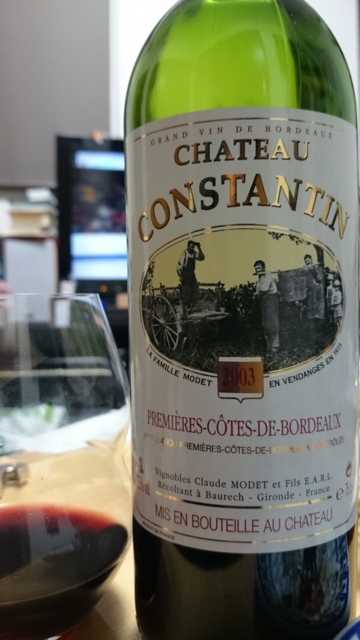 GRAND VIN DE BORDEAUX
CHATEAU
CONSTANTIN
LA FAMILLE MODET EN VENDANGES EN
2003
PREMIÈRES-CÔTES-DE-BORDEAUX
PREMIÈRES-CÔTES-DE-
Vignobles Claude MODET et Fils E.A.R.L.
Récoltant à Baurech - Gironde - France
MIS EN BOUTEILLE AU CHATEAU